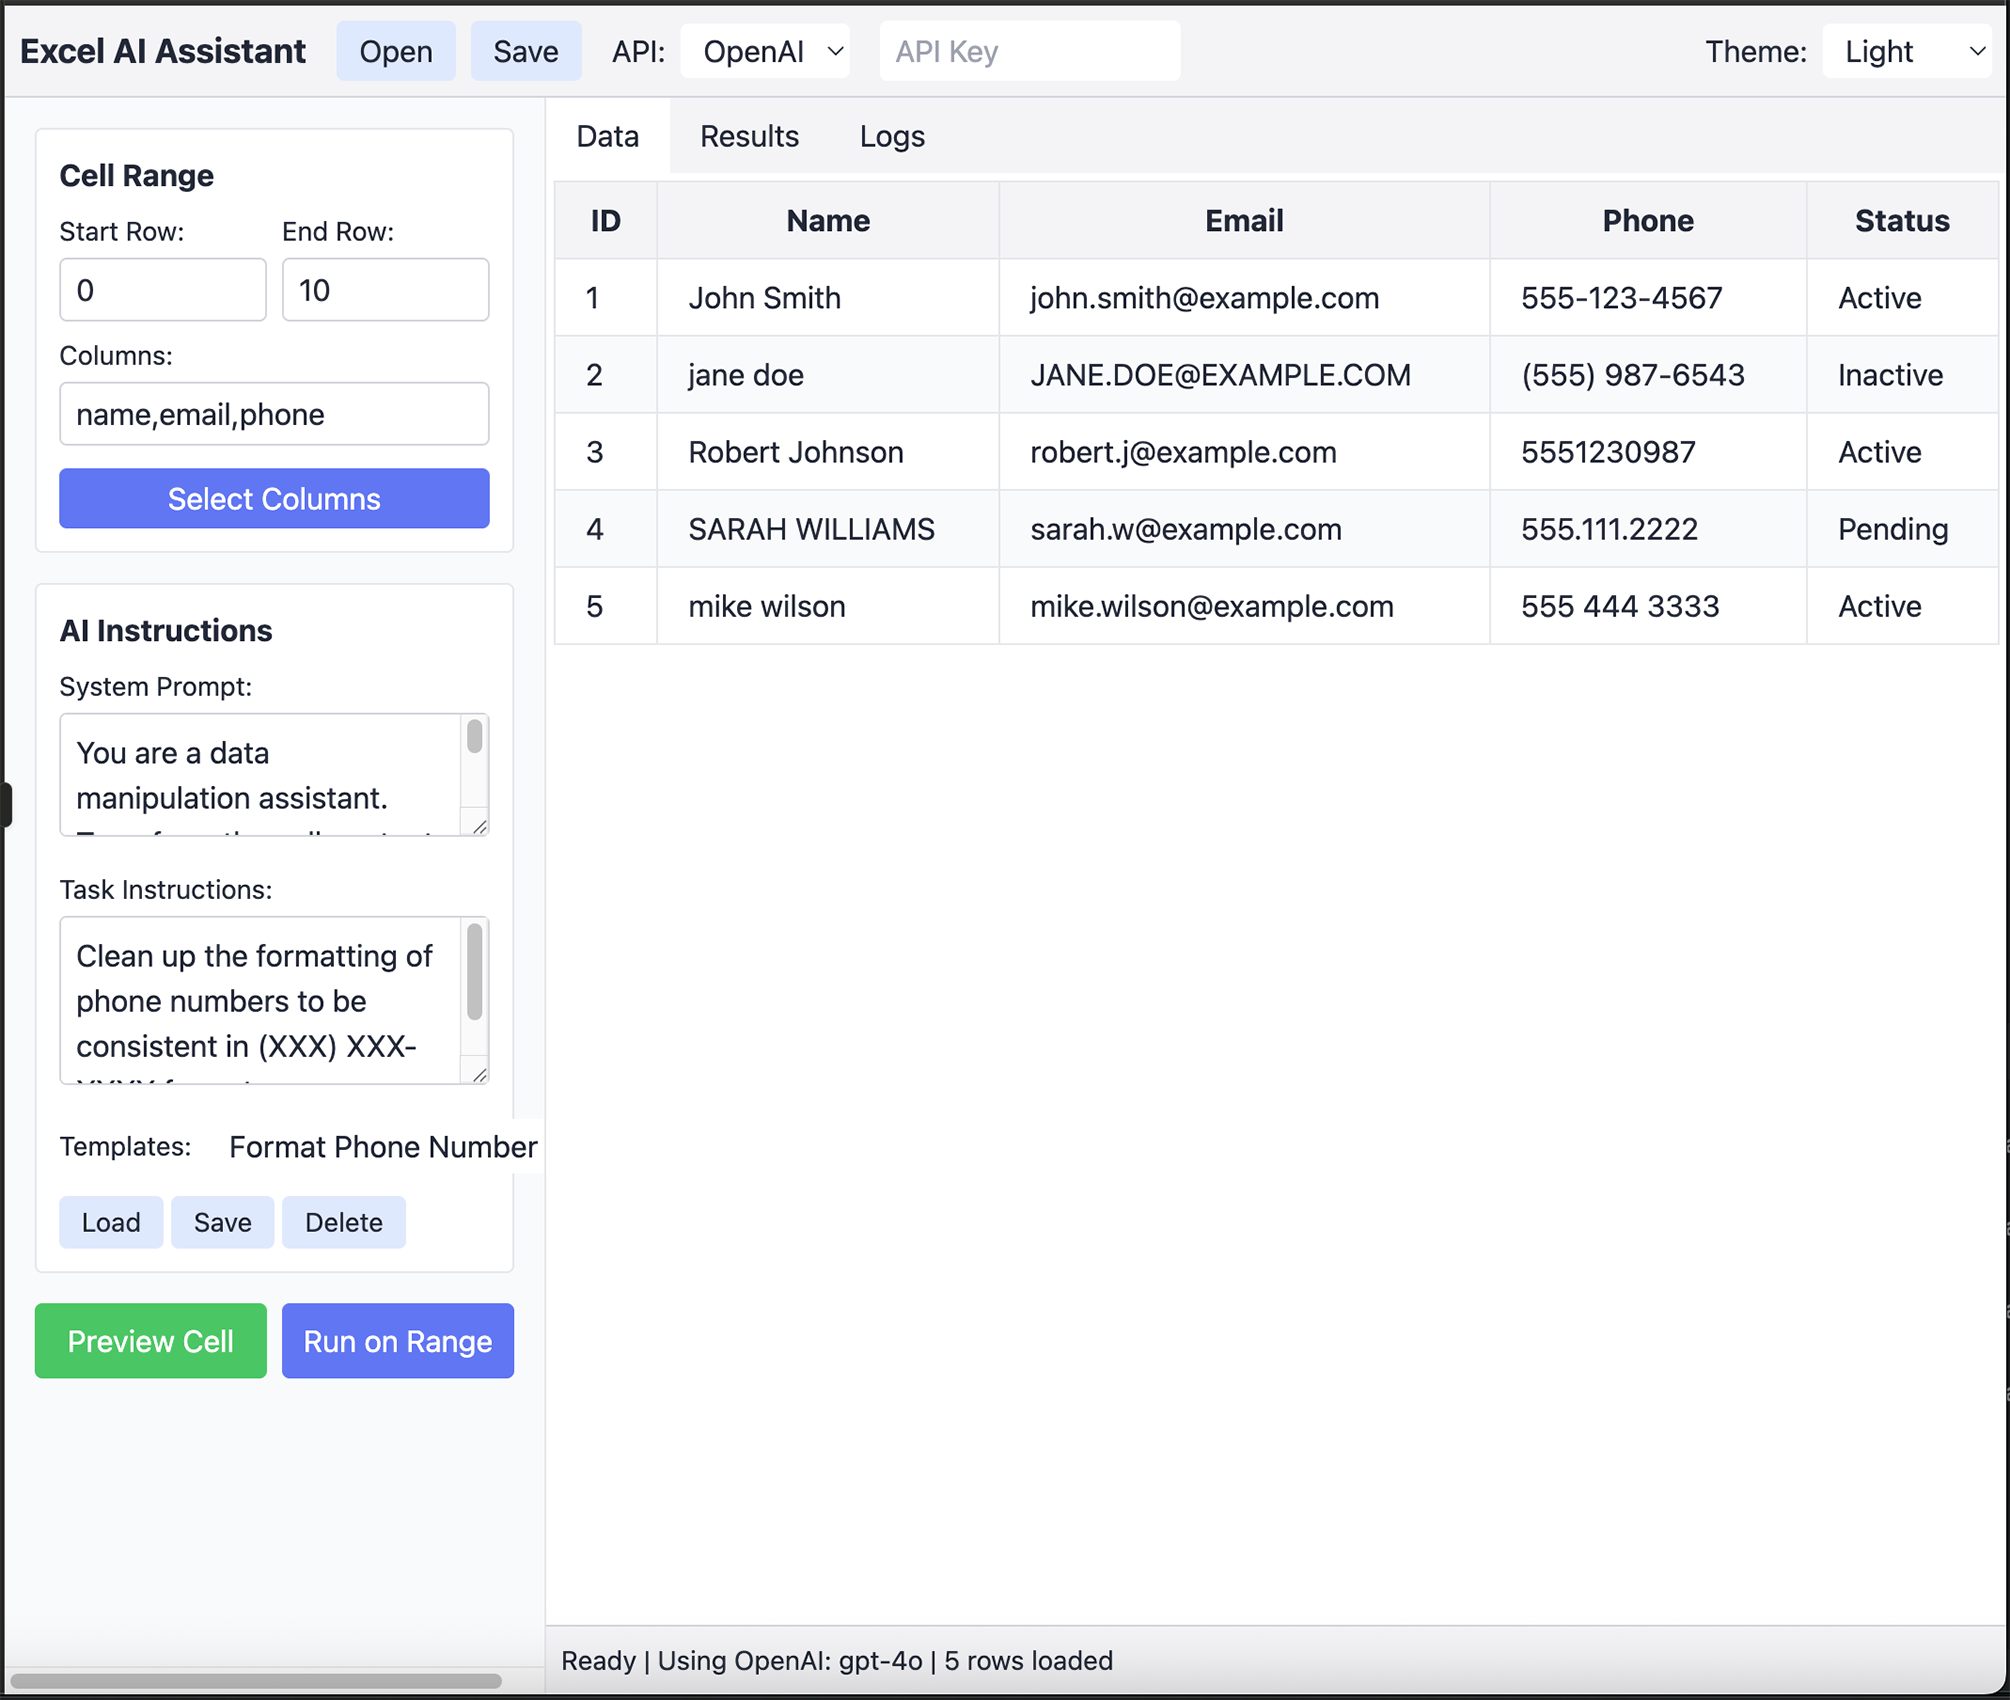 Excel AI Assistant Open Save API: OpenAI API Key Theme: Light
Cell Range
Start Row: End Row:
0 10
Columns:
name,email,phone
Select Columns
AI Instructions
System Prompt:
You are a data
manipulation assistant.
Task Instructions:
Clean up the formatting of
phone numbers to be
consistent in (XXX) XXX-
Templates: Format Phone Number
Load Save Delete
Preview Cell Run on Range
Data Results Logs
ID Name Email Phone Status
1 John Smith john.smith@example.com 555-123-4567 Active
2 jane doe JANE.DOE@EXAMPLE.COM (555) 987-6543 Inactive
3 Robert Johnson robert.j@example.com 5551230987 Active
4 SARAH WILLIAMS sarah.w@example.com 555.111.2222 Pending
5 mike wilson mike.wilson@example.com 555 444 3333 Active
Ready | Using OpenAI: gpt-4o | 5 rows loaded